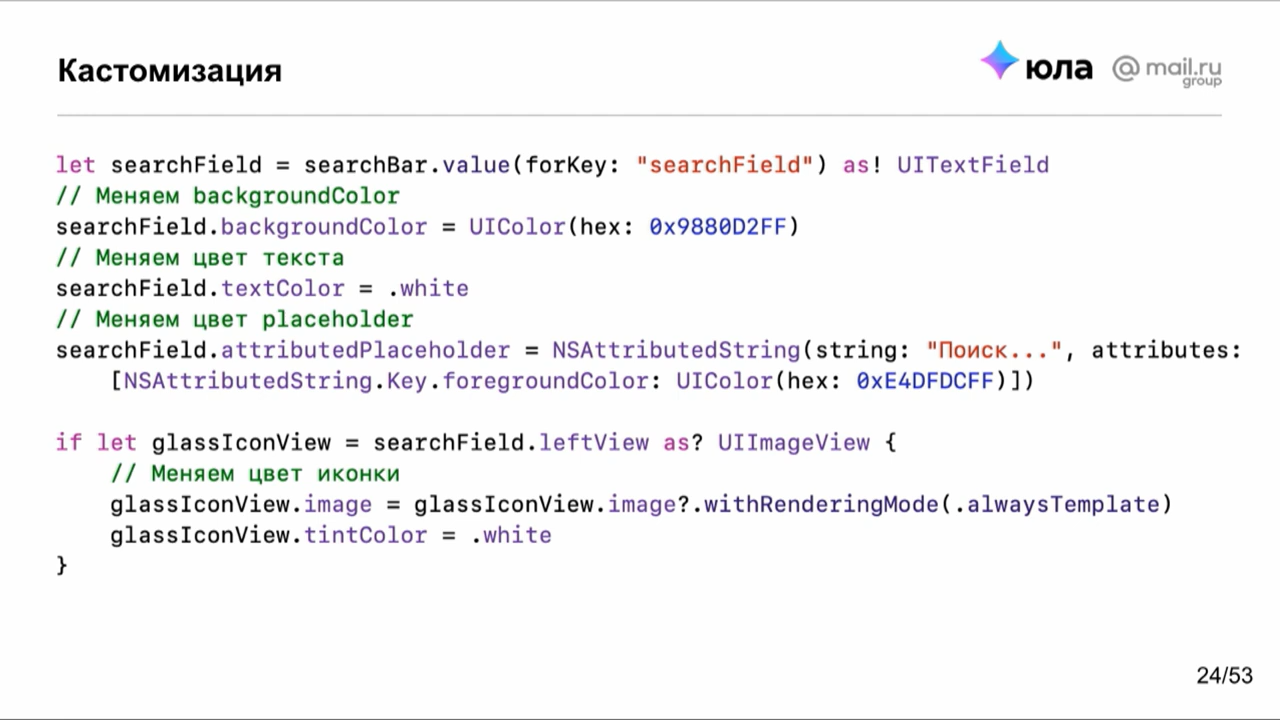 Кастомизация
юла @mail.ru group
let searchField = searchBar.value(forKey: "searchField") as! UITextField
// Меняем backgroundColor
searchField.backgroundColor = UIColor(hex: 0x9880D2FF)
// Меняем цвет текста
searchField.textColor = .white
// Меняем цвет placeholder
searchField.attributedPlaceholder = NSAttributedString(string: "Поиск...", attributes:
    [NSAttributedString.Key.foregroundColor: UIColor(hex: 0xE4DFDCFF)])
if let glassIconView = searchField.leftView as? UIImageView {
    // Меняем цвет иконки
    glassIconView.image = glassIconView.image?.withRenderingMode(.alwaysTemplate)
    glassIconView.tintColor = .white
}
24/53